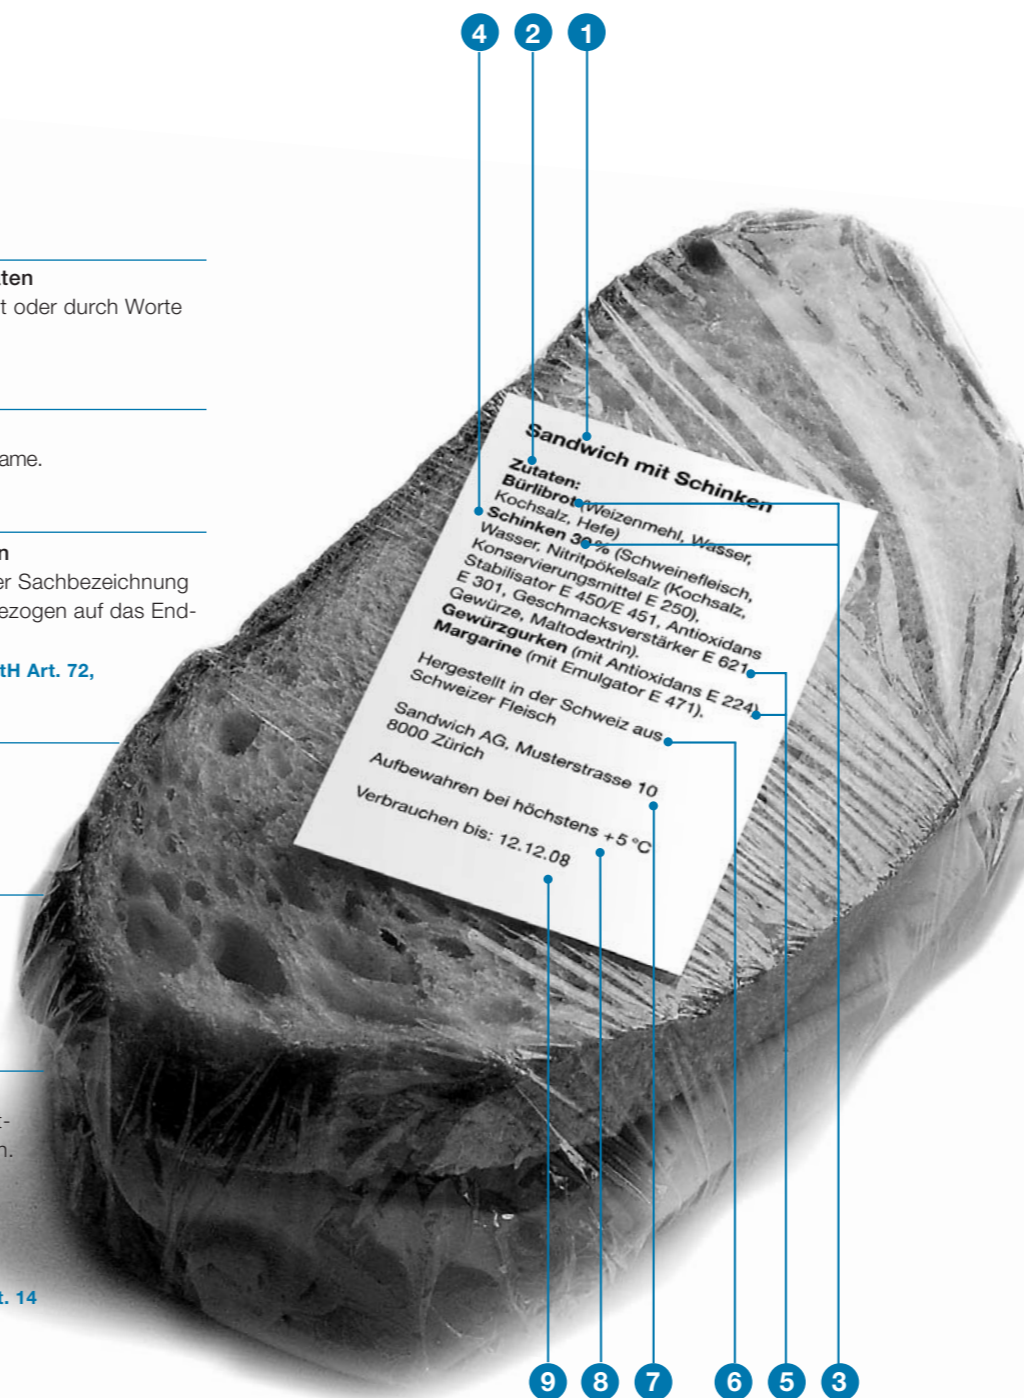 4 2 1
ten
t oder durch Worte
ame.
n
er Sachbezeichnung
ezogen auf das End-
tH Art. 72,
t-
n.
t. 14
Sandwich mit Schinken
Zutaten:
Bürlibrot (Weizenmehl, Wasser,
Kochsalz, Hefe)
Schinken 30% (Schweinefleisch,
Wasser, Nitritpökelsalz (Kochsalz,
Konservierungsmittel E 250),
Stabilisator E 450/E 451, Antioxidans
E 301, Geschmacksverstärker E 621,
Gewürze, Maltodextrin).
Gewürzgurken (mit Antioxidans E 224)
Margarine (mit Emulgator E 471).
Hergestellt in der Schweiz aus
Schweizer Fleisch
Sandwich AG, Musterstrasse 10
8000 Zürich
Aufbewahren bei höchstens +5 °C
Verbrauchen bis: 12.12.08
9 8 7 6 5 3